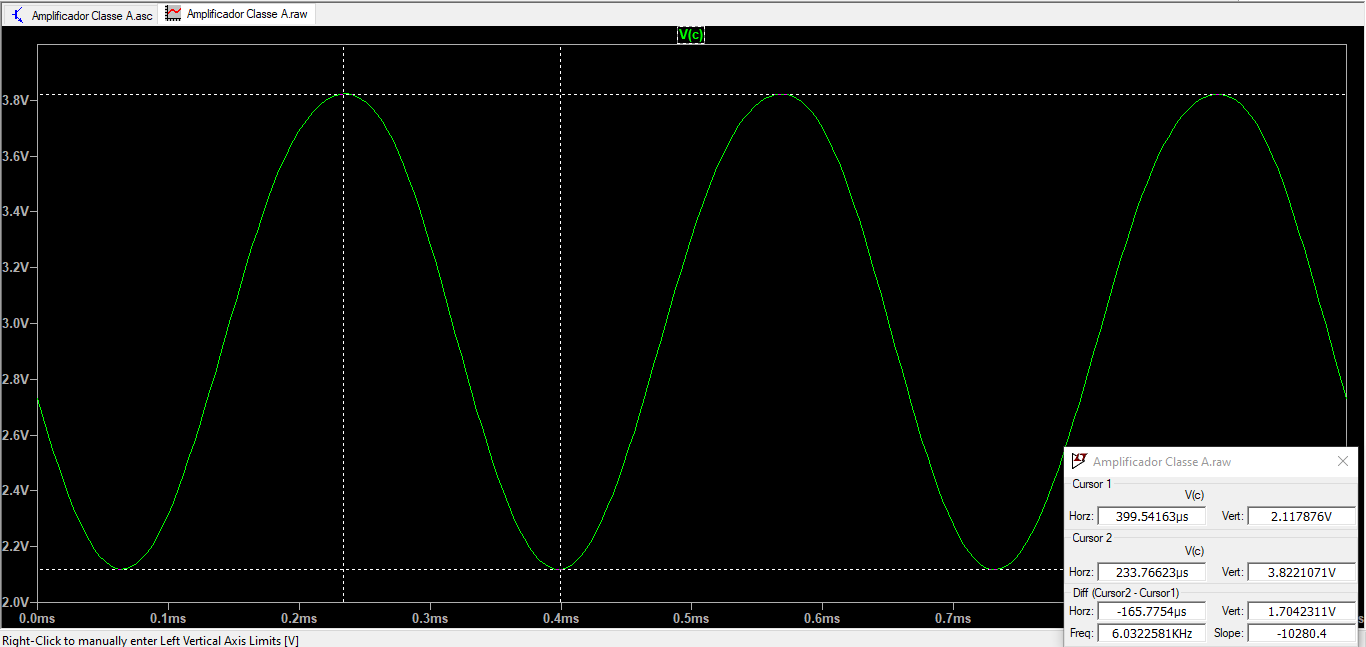 Amplificador Classe A.asc
Amplificador Classe A.raw
V(c)
3.8V
3.6V
3.4V
3.2V
3.0V
2.8V
2.6V
2.4V
2.2V
2.0V
0.0ms 0.1ms 0.2ms 0.3ms 0.4ms 0.5ms 0.6ms 0.7ms
Amplificador Classe A.raw
Cursor 1
V(c)
Horz: 399.54163µs Vert: 2.117876V
Cursor 2
V(c)
Horz: 233.76623µs Vert: 3.8221071V
Diff (Cursor2 - Cursor1)
Horz: -165.7754µs Vert: 1.7042311V
Freq: 6.0322581KHz Slope: -10280.4
Right-Click to manually enter Left Vertical Axis Limits [V]